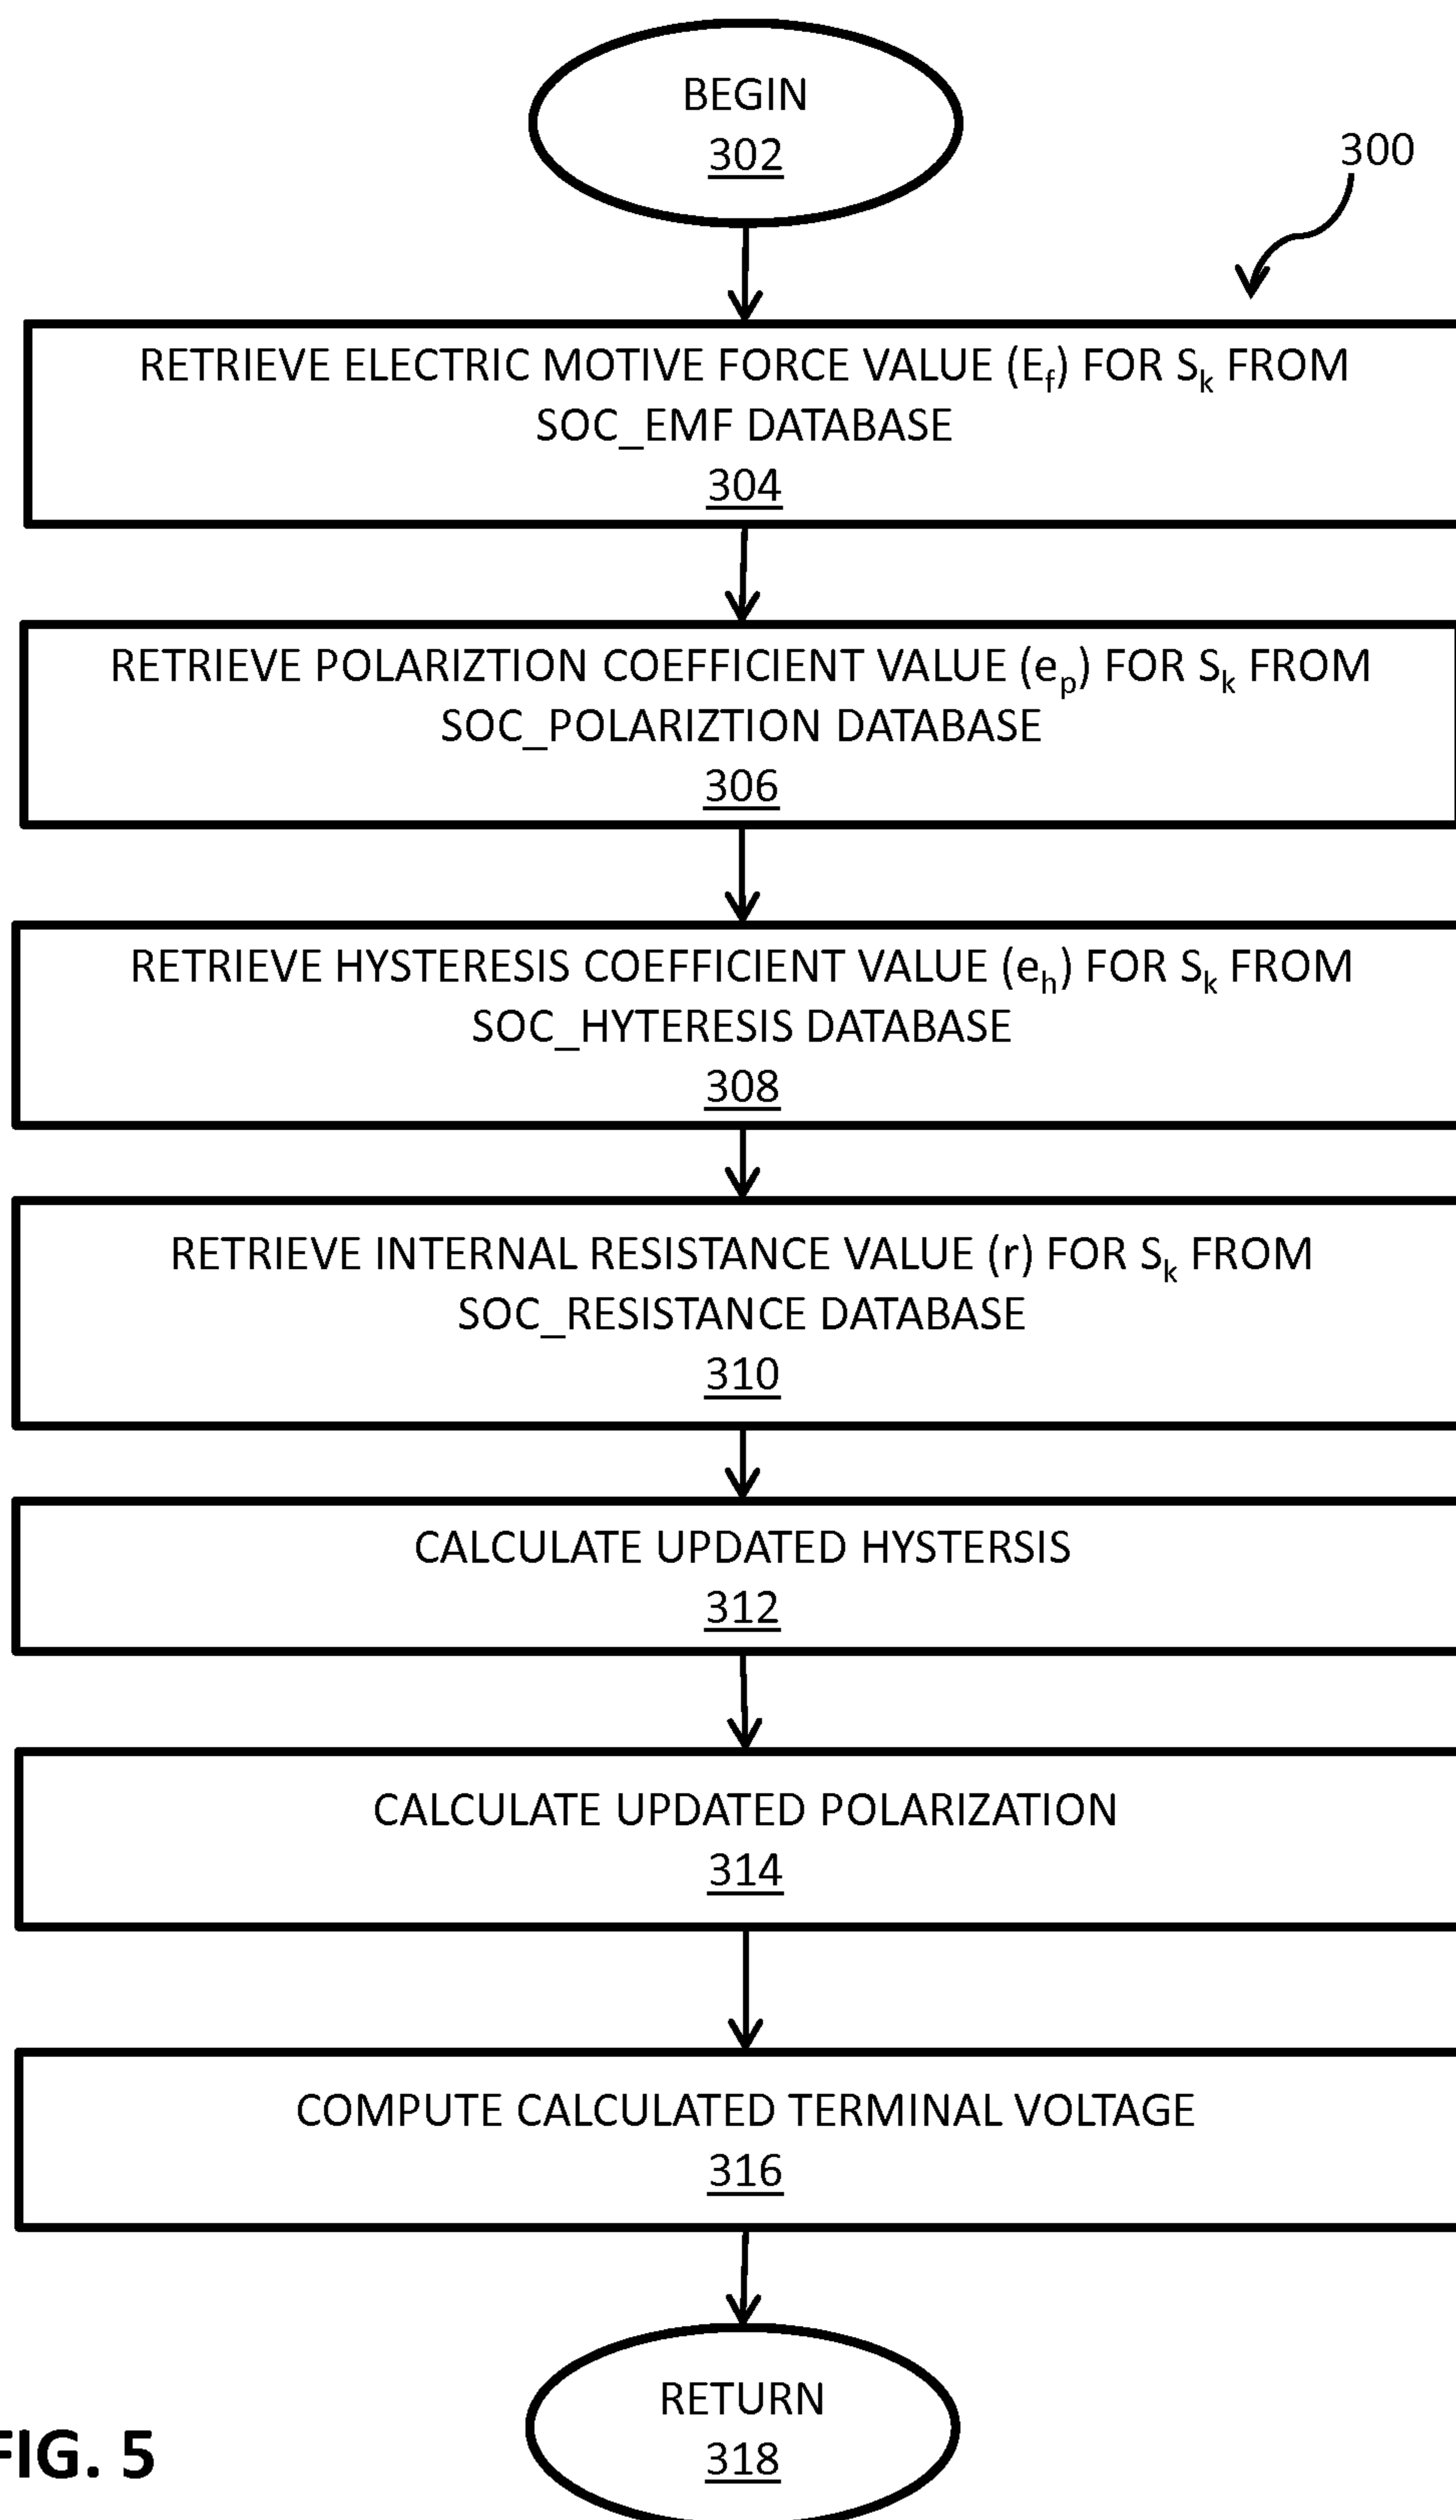 BEGIN
302
300
RETRIEVE ELECTRIC MOTIVE FORCE VALUE (Ef) FOR Sk FROM
SOC_EMF DATABASE
304
RETRIEVE POLARIZTION COEFFICIENT VALUE (ep) FOR Sk FROM
SOC_POLARIZTION DATABASE
306
RETRIEVE HYSTERESIS COEFFICIENT VALUE (eh) FOR Sk FROM
SOC_HYTERESIS DATABASE
308
RETRIEVE INTERNAL RESISTANCE VALUE (r) FOR Sk FROM
SOC_RESISTANCE DATABASE
310
CALCULATE UPDATED HYSTERSIS
312
CALCULATE UPDATED POLARIZATION
314
COMPUTE CALCULATED TERMINAL VOLTAGE
316
RETURN
318
FIG. 5